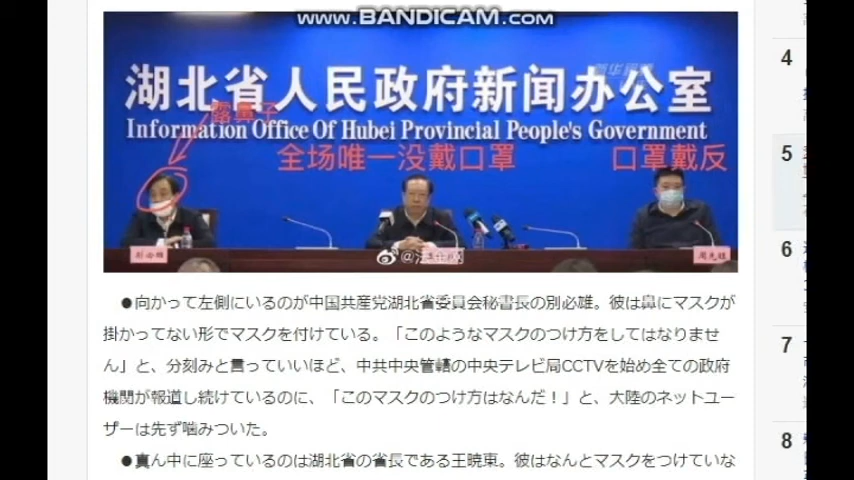 www.BANDICAM.com
新华网
湖北省人民政府新闻办公室
露鼻子
Information Office Of Hubei Provincial People's Government
全场唯一没戴口罩
口罩戴反
别必雄
周先旺
●向かって左側にいるのが中国共産党湖北省委員会秘書長の別必雄。彼は鼻にマスクが
掛かってない形でマスクを付けている。「このようなマスクのつけ方をしてはなりませ
ん」と、分刻みと言っていいほど、中共中央管轄の中央テレビ局CCTVを始め全ての政府
機関が報道し続けているのに、「このマスクのつけ方はなんだ！」と、大陸のネットユー
ザーは先ず噛みついた。
●真ん中に座っているのは湖北省の省長である王暁東。彼はなんとマスクをつけていな
4
5
6
7
8